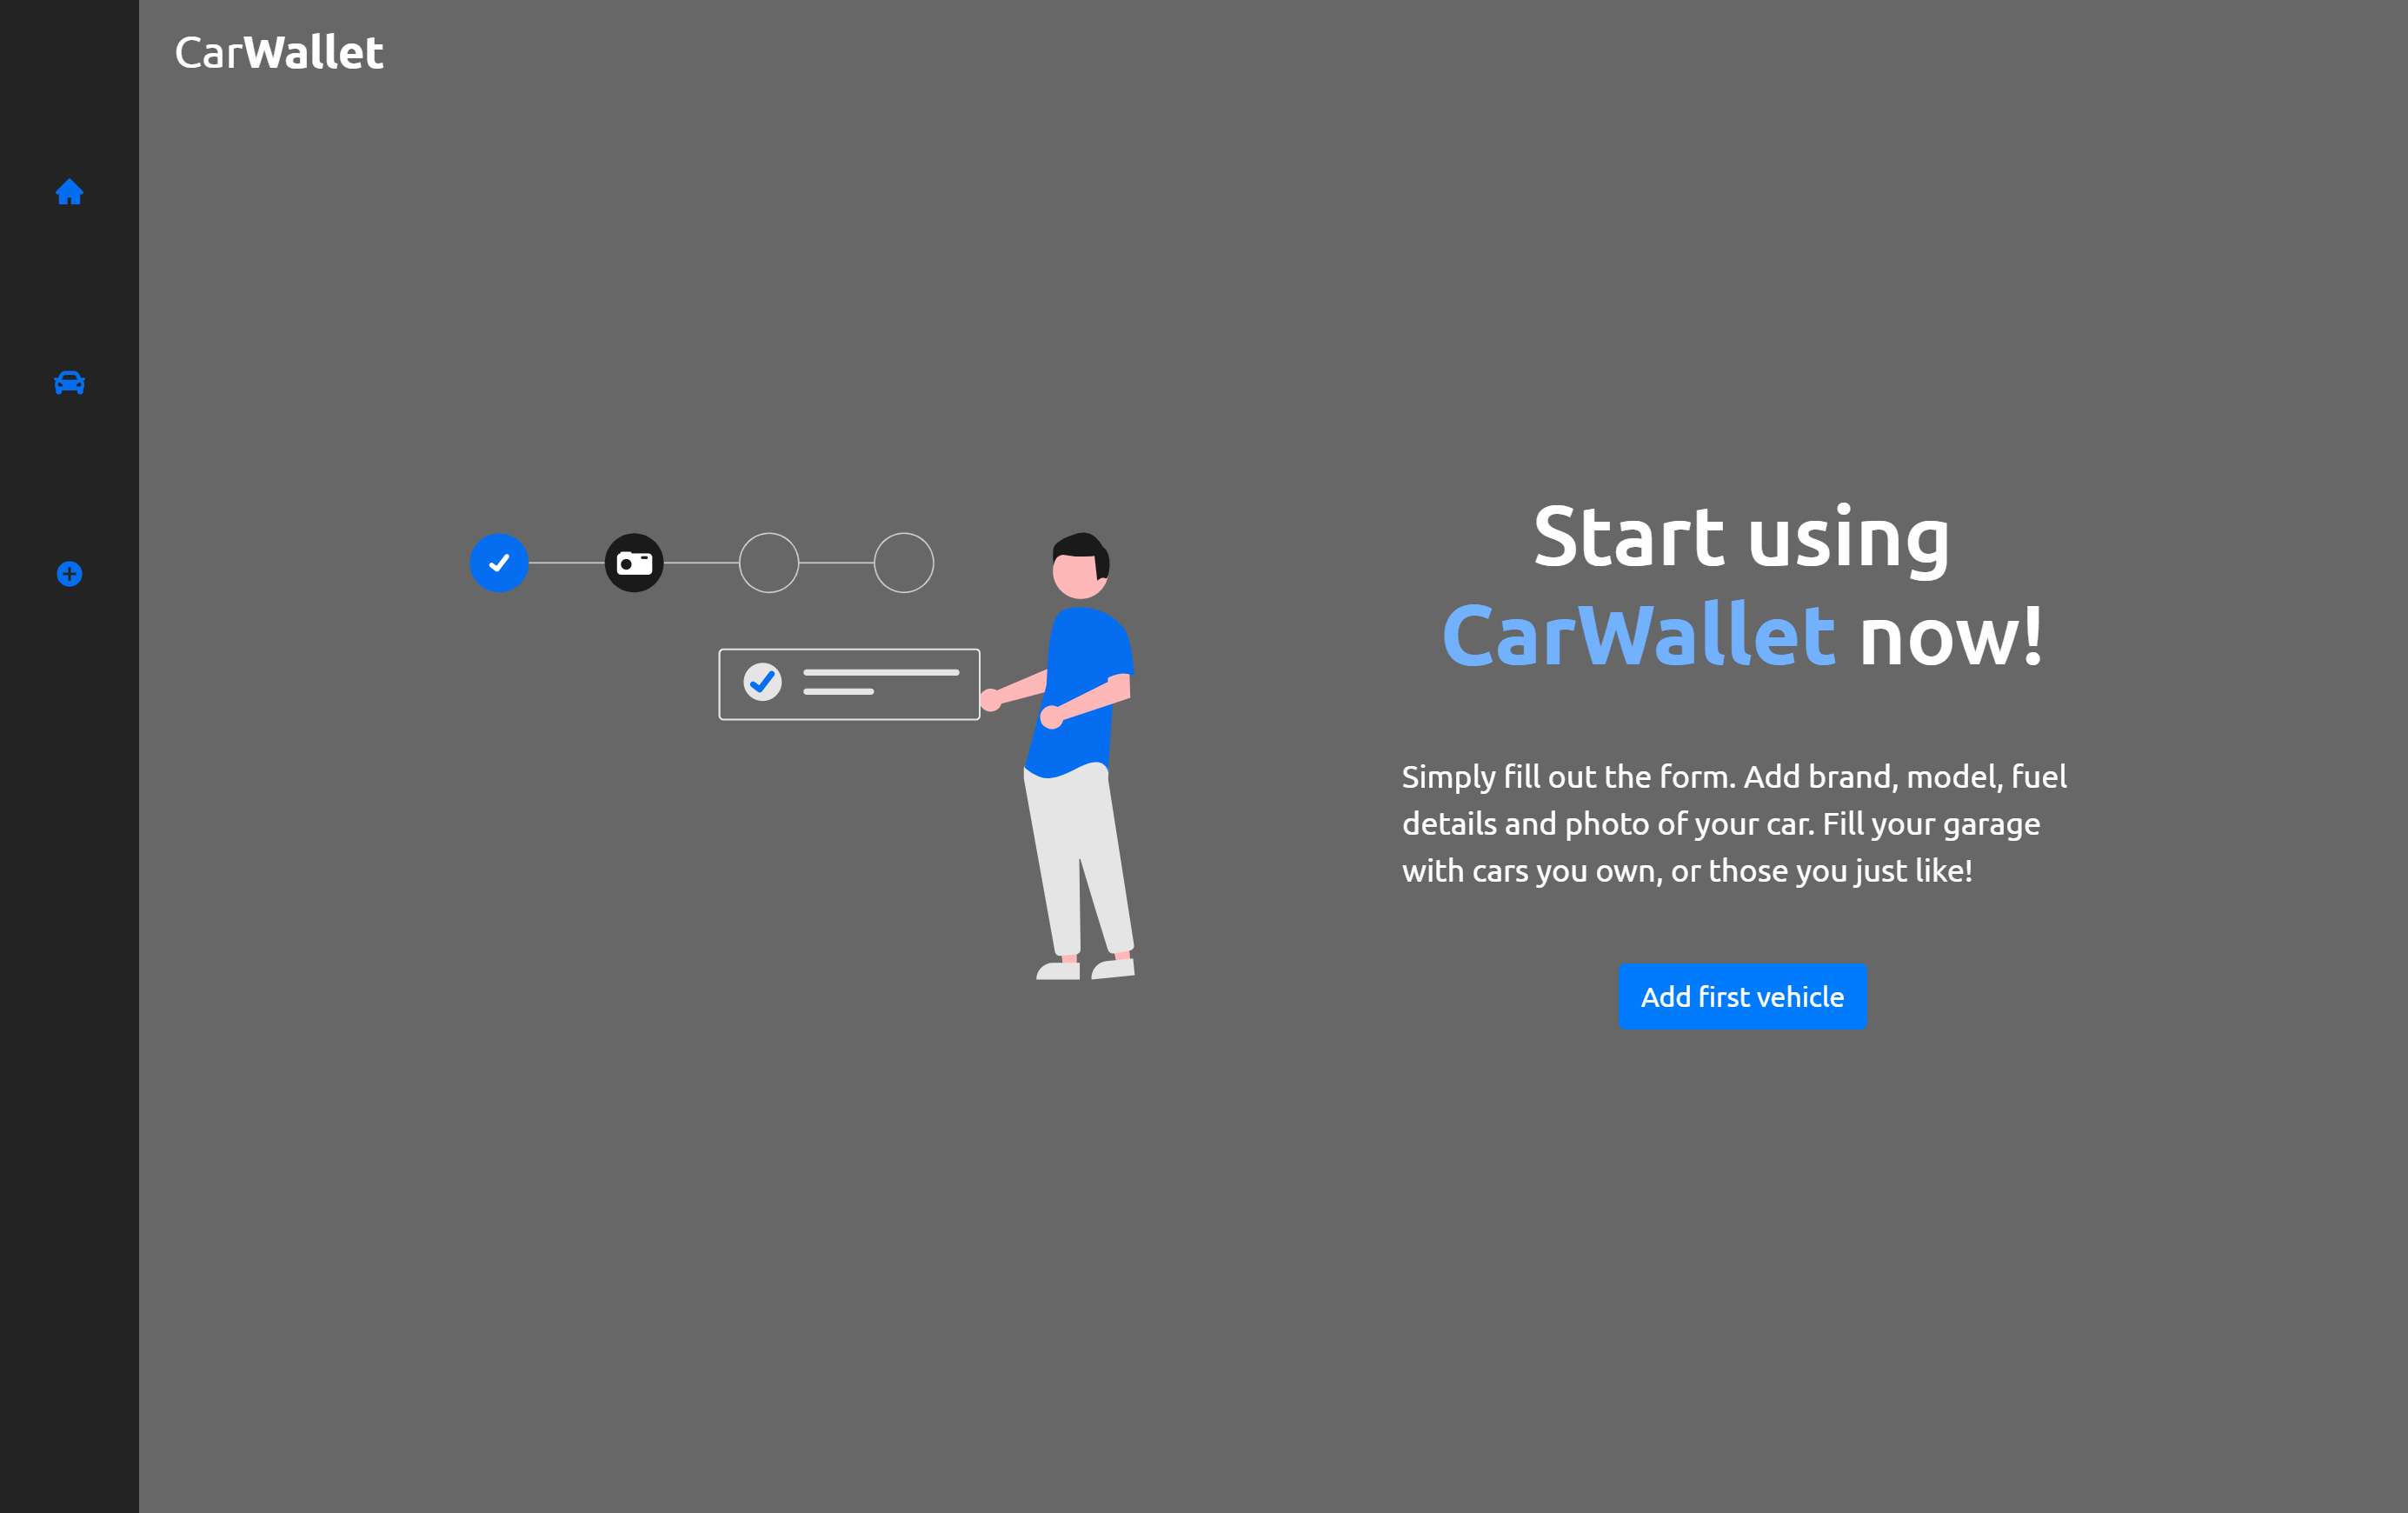 CarWallet
Start using
CarWallet now!
Simply fill out the form. Add brand, model, fuel
details and photo of your car. Fill your garage
with cars you own, or those you just like!
Add first vehicle